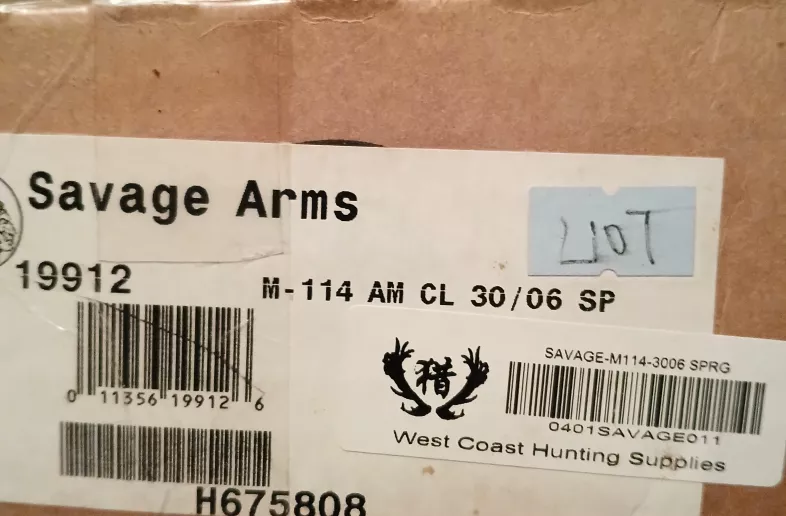 Savage Arms
LJOT
19912
M-114 AM CL 30/06 SP
0 11356 19912 6
猎
SAVAGE-M114-3006 SPRG
0401SAVAGE011
West Coast Hunting Supplies
H675808